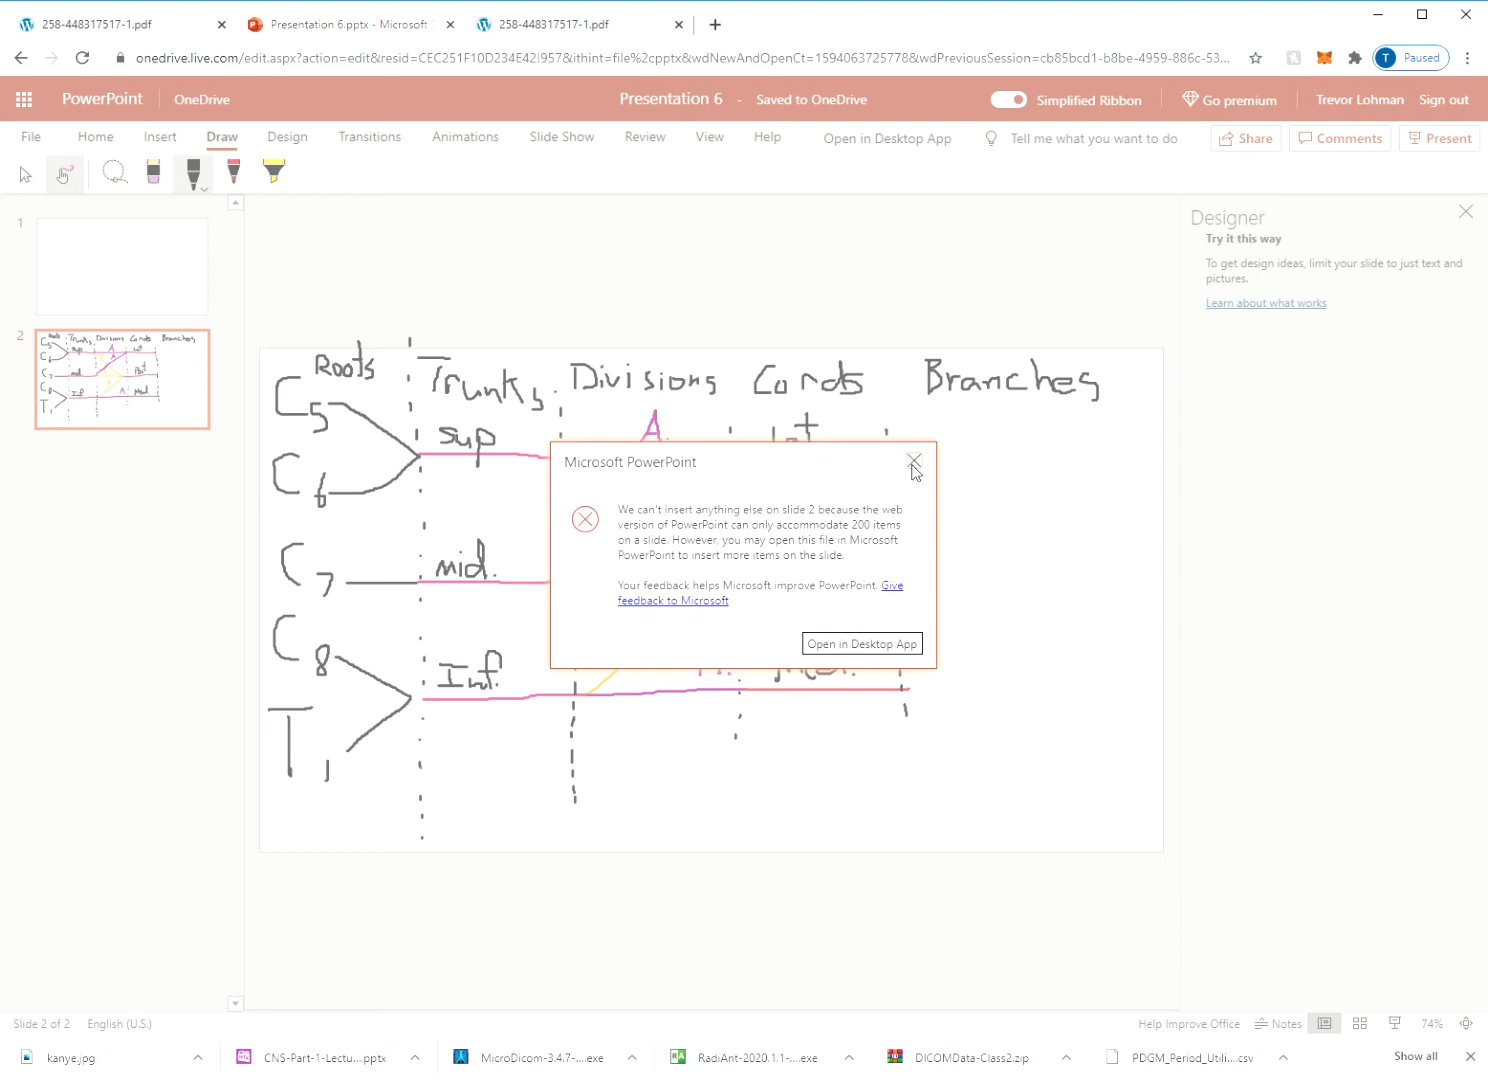 258-448317517-1.pdf
Presentation 6.pptx - Microsoft
258-448317517-1.pdf
onedrive.live.com/edit.aspx?action=edit&resid=CEC251F10D234E42!957&ithint=file%2cpptx&wdNewAndOpenCt=1594063725778&wdPreviousSession=cb85bcd1-b8be-4959-886c-53...
T Paused
PowerPoint
OneDrive
Presentation 6 - Saved to OneDrive
Simplified Ribbon
Go premium
Trevor Lohman
Sign out
File Home Insert Draw Design Transitions Animations Slide Show Review View Help
Open in Desktop App
Tell me what you want to do
Share
Comments
Present
1
2
Roots Trunks Divisions Cords Branches
C5
C6
C7
C8
T1
sup
mid.
Inf.
A
Lat
Microsoft PowerPoint
We can't insert anything else on slide 2 because the web
version of PowerPoint can only accommodate 200 items
on a slide. However, you may open this file in Microsoft
PowerPoint to insert more items on the slide.
Your feedback helps Microsoft improve PowerPoint. Give
feedback to Microsoft
Open in Desktop App
Designer
Try it this way
To get design ideas, limit your slide to just text and
pictures.
Learn about what works
Slide 2 of 2
English (U.S.)
Help Improve Office
Notes
74%
kanye.jpg
CNS-Part-1-Lectu....pptx
MicroDicom-3.4.7-....exe
RadiAnt-2020.1.1-....exe
DICOMData-Class2.zip
PDGM_Period_Utili....csv
Show all